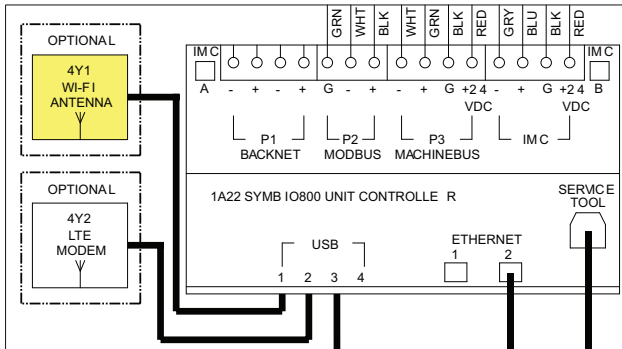 GRN WHT BLK WHT GRN BLK RED GRY BLU BLK RED
OPTIONAL
4Y1
WI-FI
ANTENNA
IMC
A
IMC
B
- + - + G - + - + G +24 - + G +24
VDC VDC
P1 P2 P3 IMC
BACKNET MODBUS MACHINEBUS
OPTIONAL
4Y2
LTE
MODEM
1A22 SYMB IO800 UNIT CONTROLLE R
SERVICE
TOOL
USB
1 2 3 4
ETHERNET
1 2